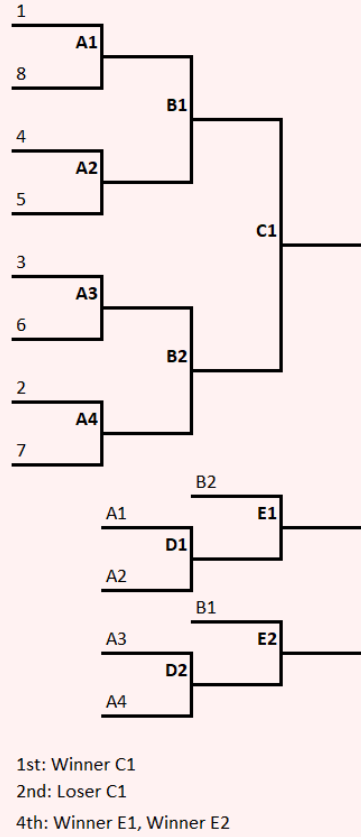 1
A1
8
B1
4
A2
5
C1
3
A3
6
B2
2
A4
7
B2
A1
E1
D1
A2
B1
A3
E2
D2
A4
1st: Winner C1
2nd: Loser C1
4th: Winner E1, Winner E2